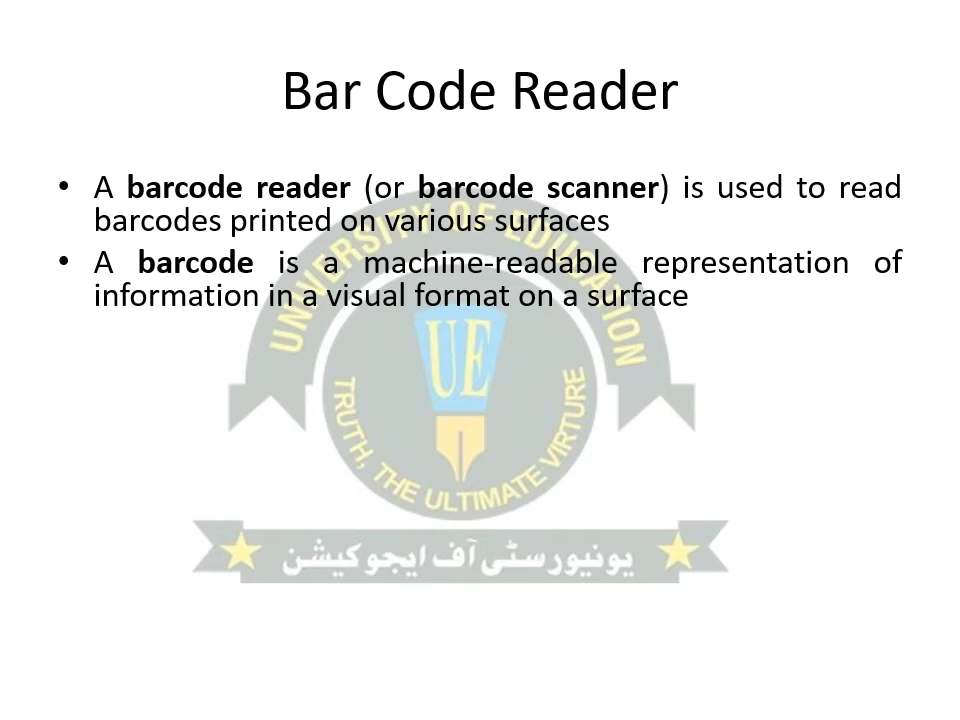 Bar Code Reader
• A barcode reader (or barcode scanner) is used to read
barcodes printed on various surfaces
• A barcode is a machine-readable representation of
information in a visual format on a surface
UNIVERSITY OF EDUCATION
UE
TRUTH, THE ULTIMATE VIRTURE
یونیورسٹی آف ایجوکیشن